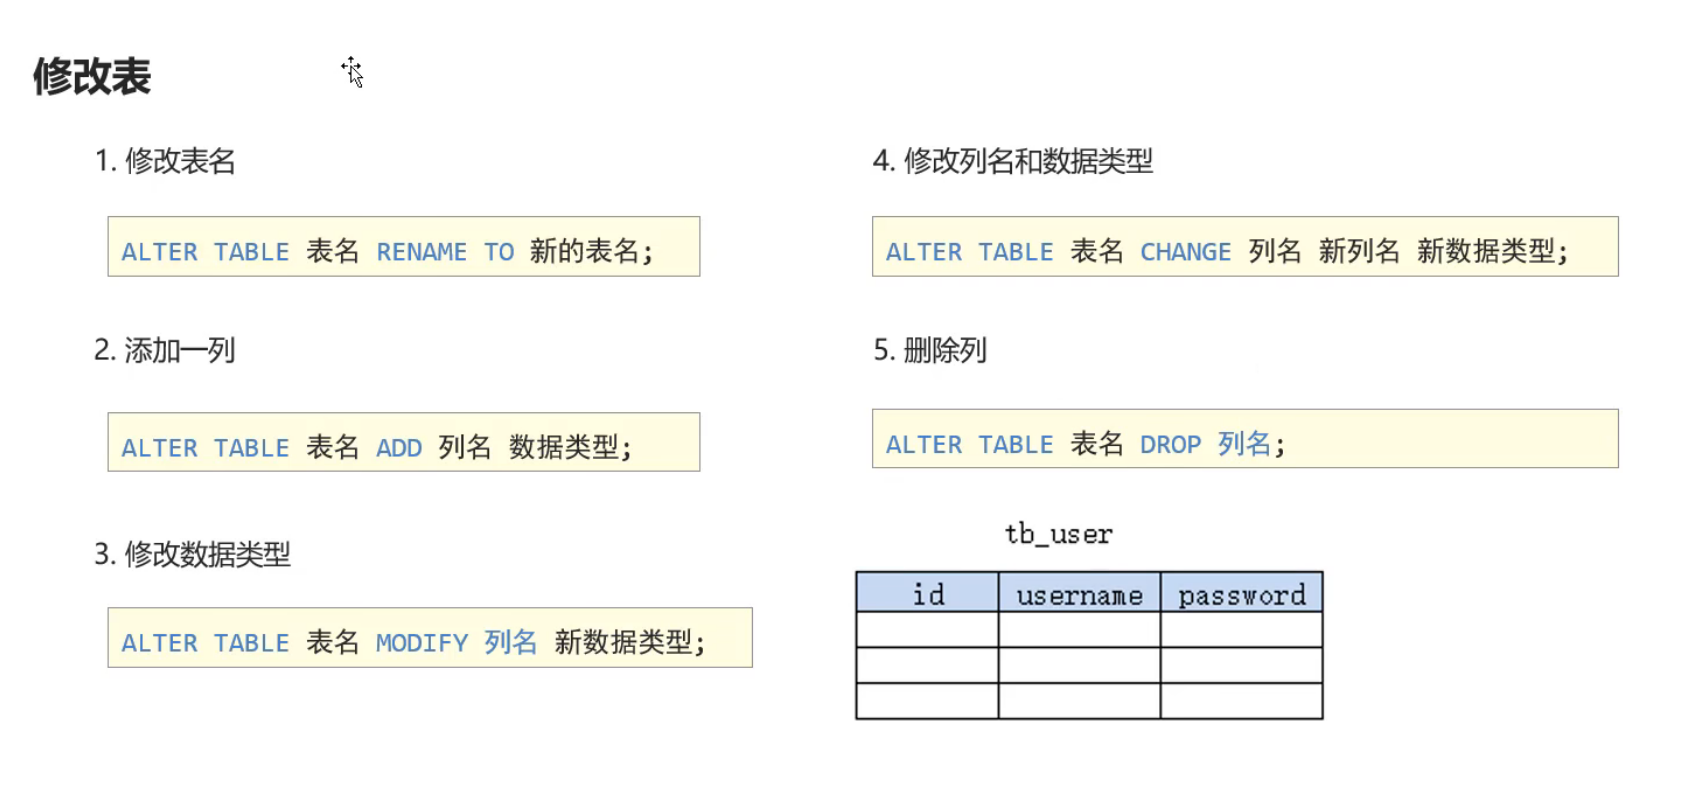 修改表
1. 修改表名
ALTER TABLE 表名 RENAME TO 新的表名;
2. 添加一列
ALTER TABLE 表名 ADD 列名 数据类型;
3. 修改数据类型
ALTER TABLE 表名 MODIFY 列名 新数据类型;
4. 修改列名和数据类型
ALTER TABLE 表名 CHANGE 列名 新列名 新数据类型;
5. 删除列
ALTER TABLE 表名 DROP 列名;
tb_user
id username password